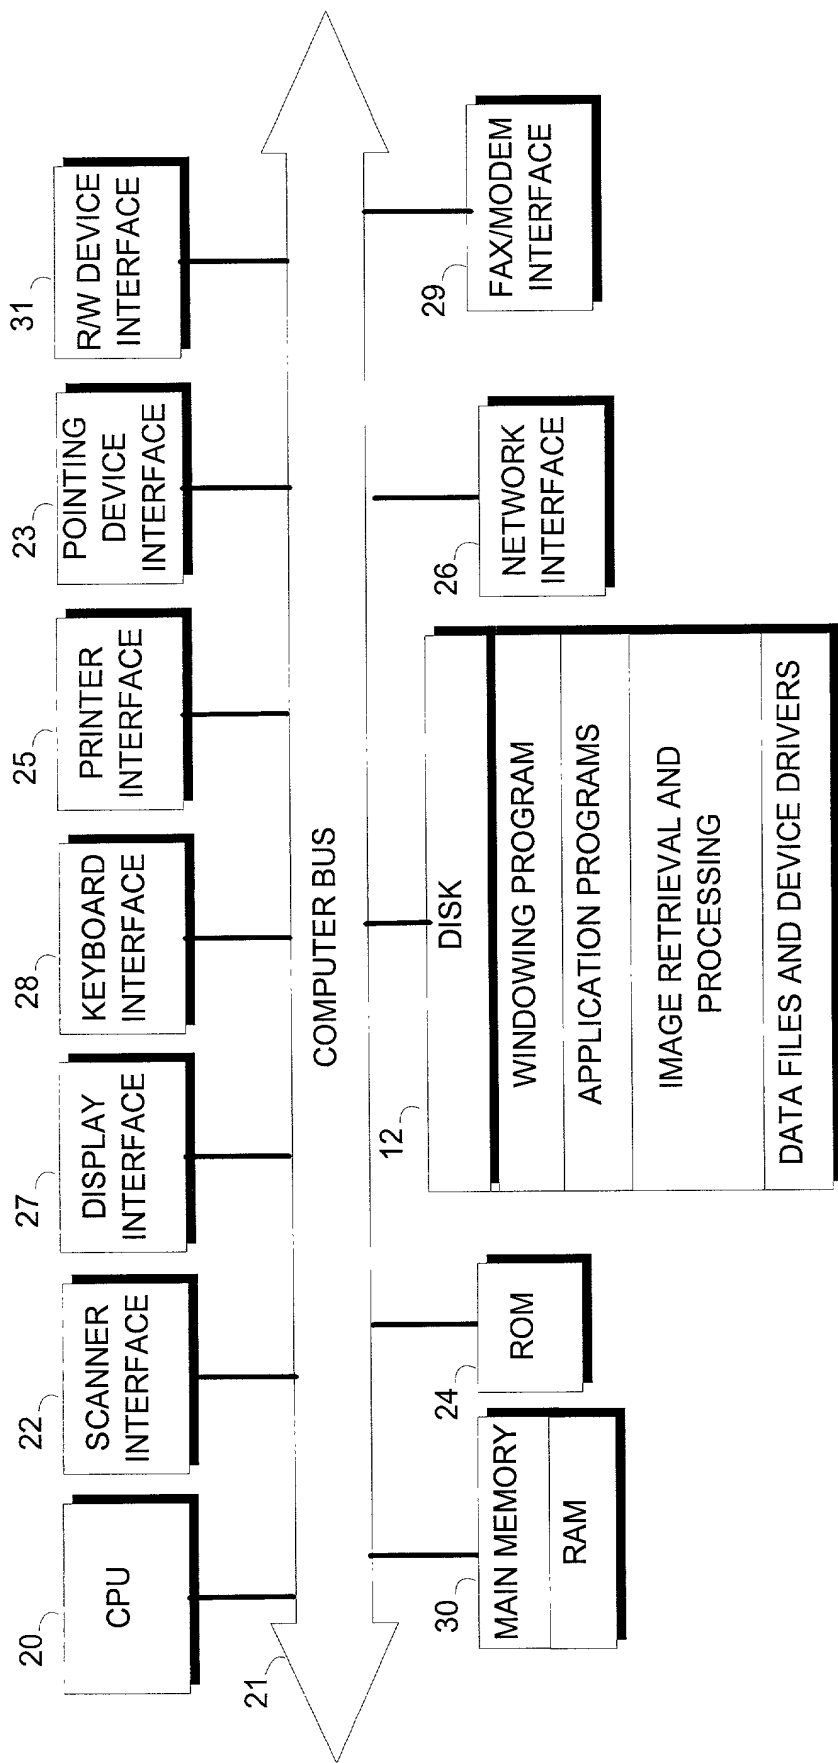 20
CPU
22
SCANNER
INTERFACE
27
DISPLAY
INTERFACE
28
KEYBOARD
INTERFACE
25
PRINTER
INTERFACE
23
POINTING
DEVICE
INTERFACE
31
R/W DEVICE
INTERFACE
21
COMPUTER BUS
30
MAIN MEMORY
RAM
24
ROM
12
DISK
WINDOWING PROGRAM
APPLICATION PROGRAMS
IMAGE RETRIEVAL AND
PROCESSING
DATA FILES AND DEVICE DRIVERS
26
NETWORK
INTERFACE
29
FAX/MODEM
INTERFACE